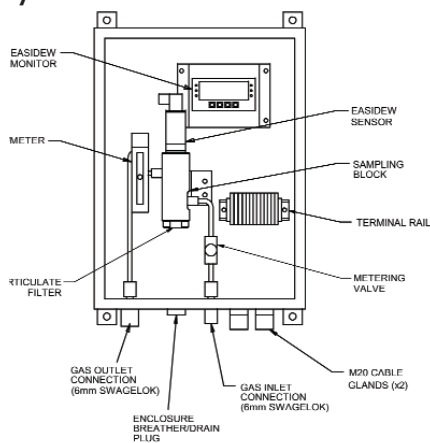 EASIDEW
MONITOR
EASIDEW
SENSOR
METER
SAMPLING
BLOCK
TERMINAL RAIL
RTICULATE
FILTER
METERING
VALVE
GAS OUTLET
CONNECTION
(6mm SWAGELOK)
GAS INLET
CONNECTION
(6mm SWAGELOK)
M20 CABLE
GLANDS (x2)
ENCLOSURE
BREATHER/DRAIN
PLUG